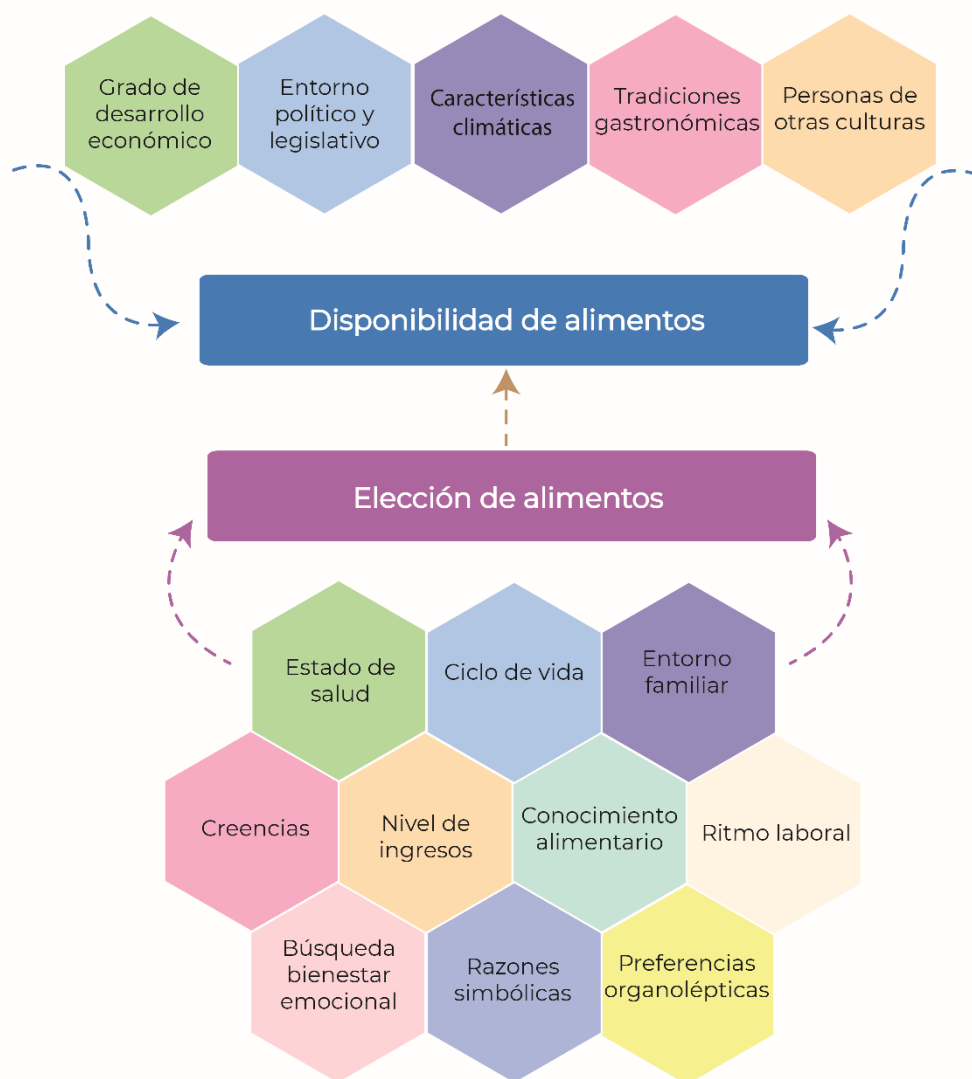 Grado de
desarrollo
económico
Entorno
político y
legislativo
Características
climáticas
Tradiciones
gastronómicas
Personas de
otras culturas
Disponibilidad de alimentos
Elección de alimentos
Estado de
salud
Ciclo de vida
Entorno
familiar
Creencias
Nivel de
ingresos
Conocimiento
alimentario
Ritmo laboral
Búsqueda
bienestar
emocional
Razones
simbólicas
Preferencias
organolépticas